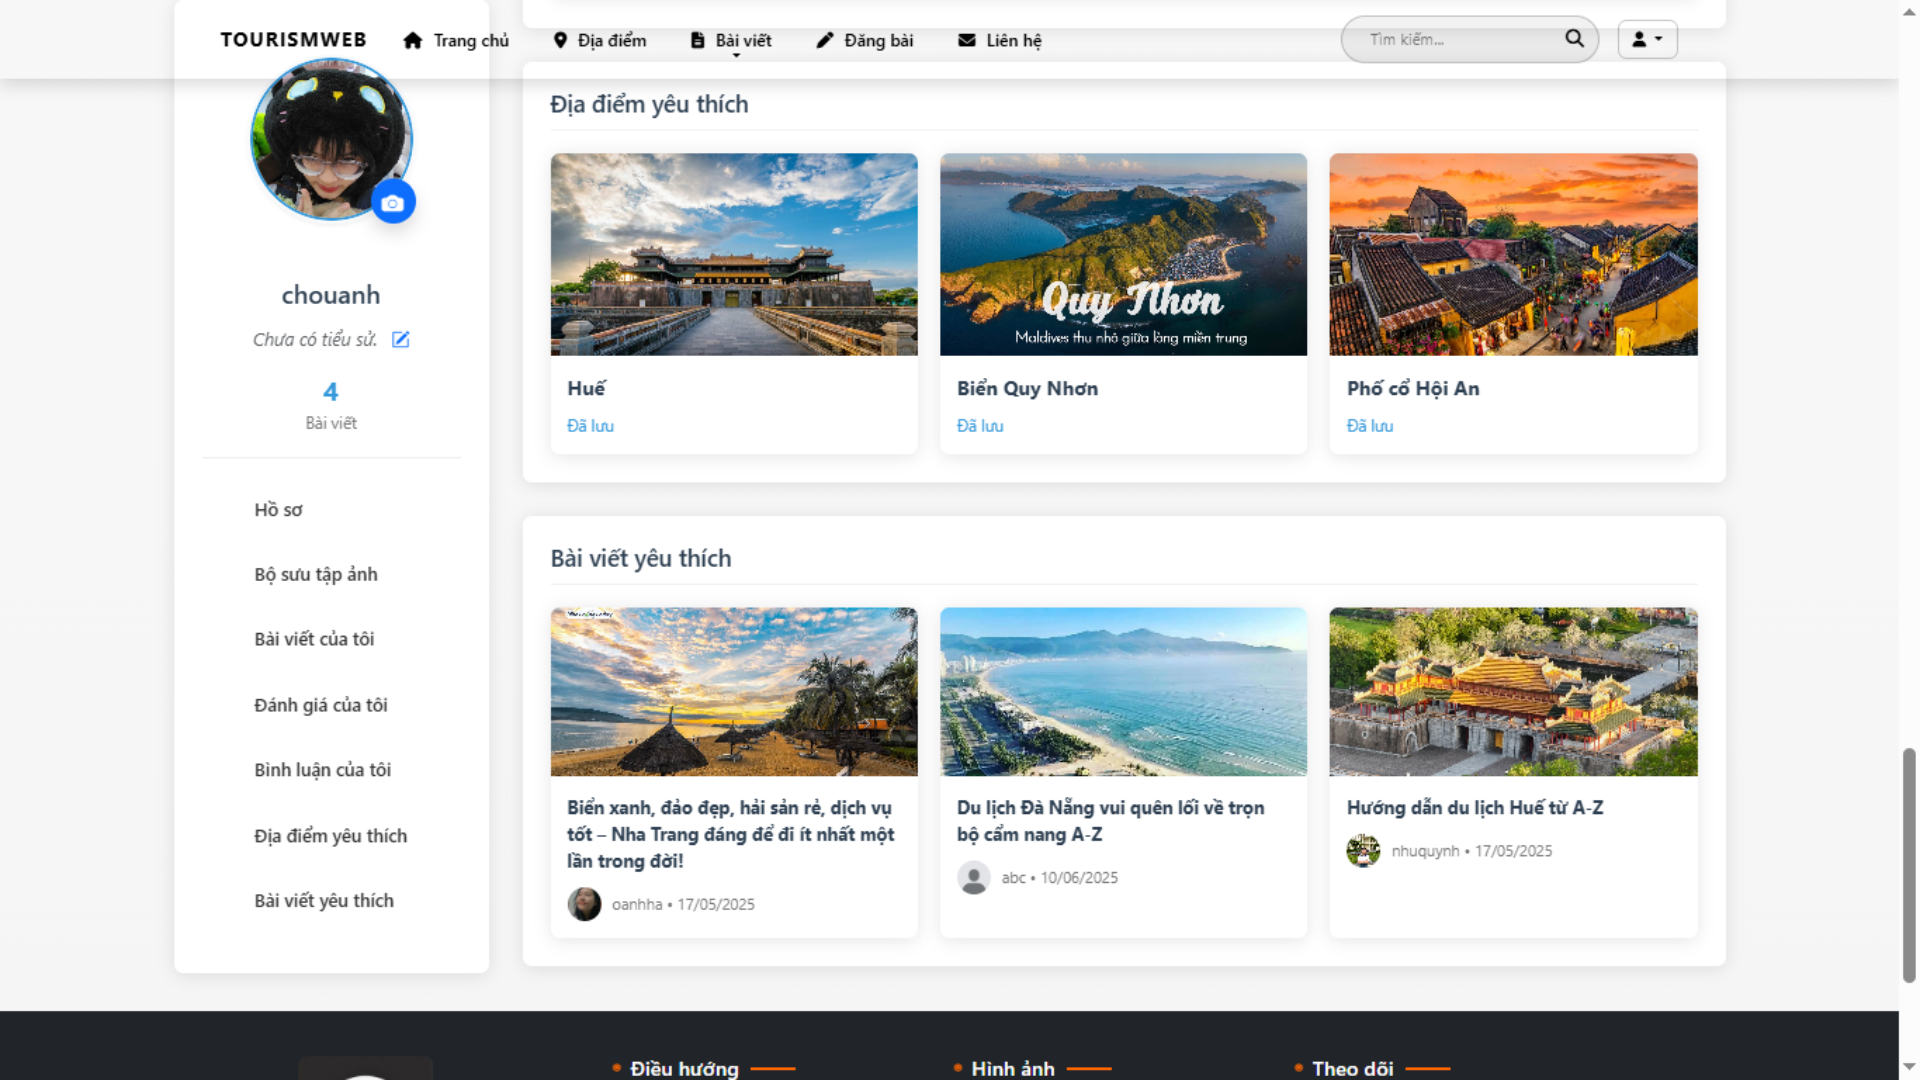 TOURISMWEB
Trang chủ
Địa điểm
Bài viết
Đăng bài
Liên hệ
Tìm kiếm...
chouanh
Chưa có tiểu sử.
4
Bài viết
Hồ sơ
Bộ sưu tập ảnh
Bài viết của tôi
Đánh giá của tôi
Bình luận của tôi
Địa điểm yêu thích
Bài viết yêu thích
Địa điểm yêu thích
Huế
Đã lưu
Quy Nhơn
Maldives thu nhỏ giữa lòng miền trung
Biển Quy Nhơn
Đã lưu
Phố cổ Hội An
Đã lưu
Bài viết yêu thích
Biển xanh, đảo đẹp, hải sản rẻ, dịch vụ
tốt – Nha Trang đáng để đi ít nhất một
lần trong đời!
oanhha • 17/05/2025
Du lịch Đà Nẵng vui quên lối về trọn
bộ cẩm nang A-Z
abc • 10/06/2025
Hướng dẫn du lịch Huế từ A-Z
nhuquynh • 17/05/2025
Điều hướng
Hình ảnh
Theo dõi